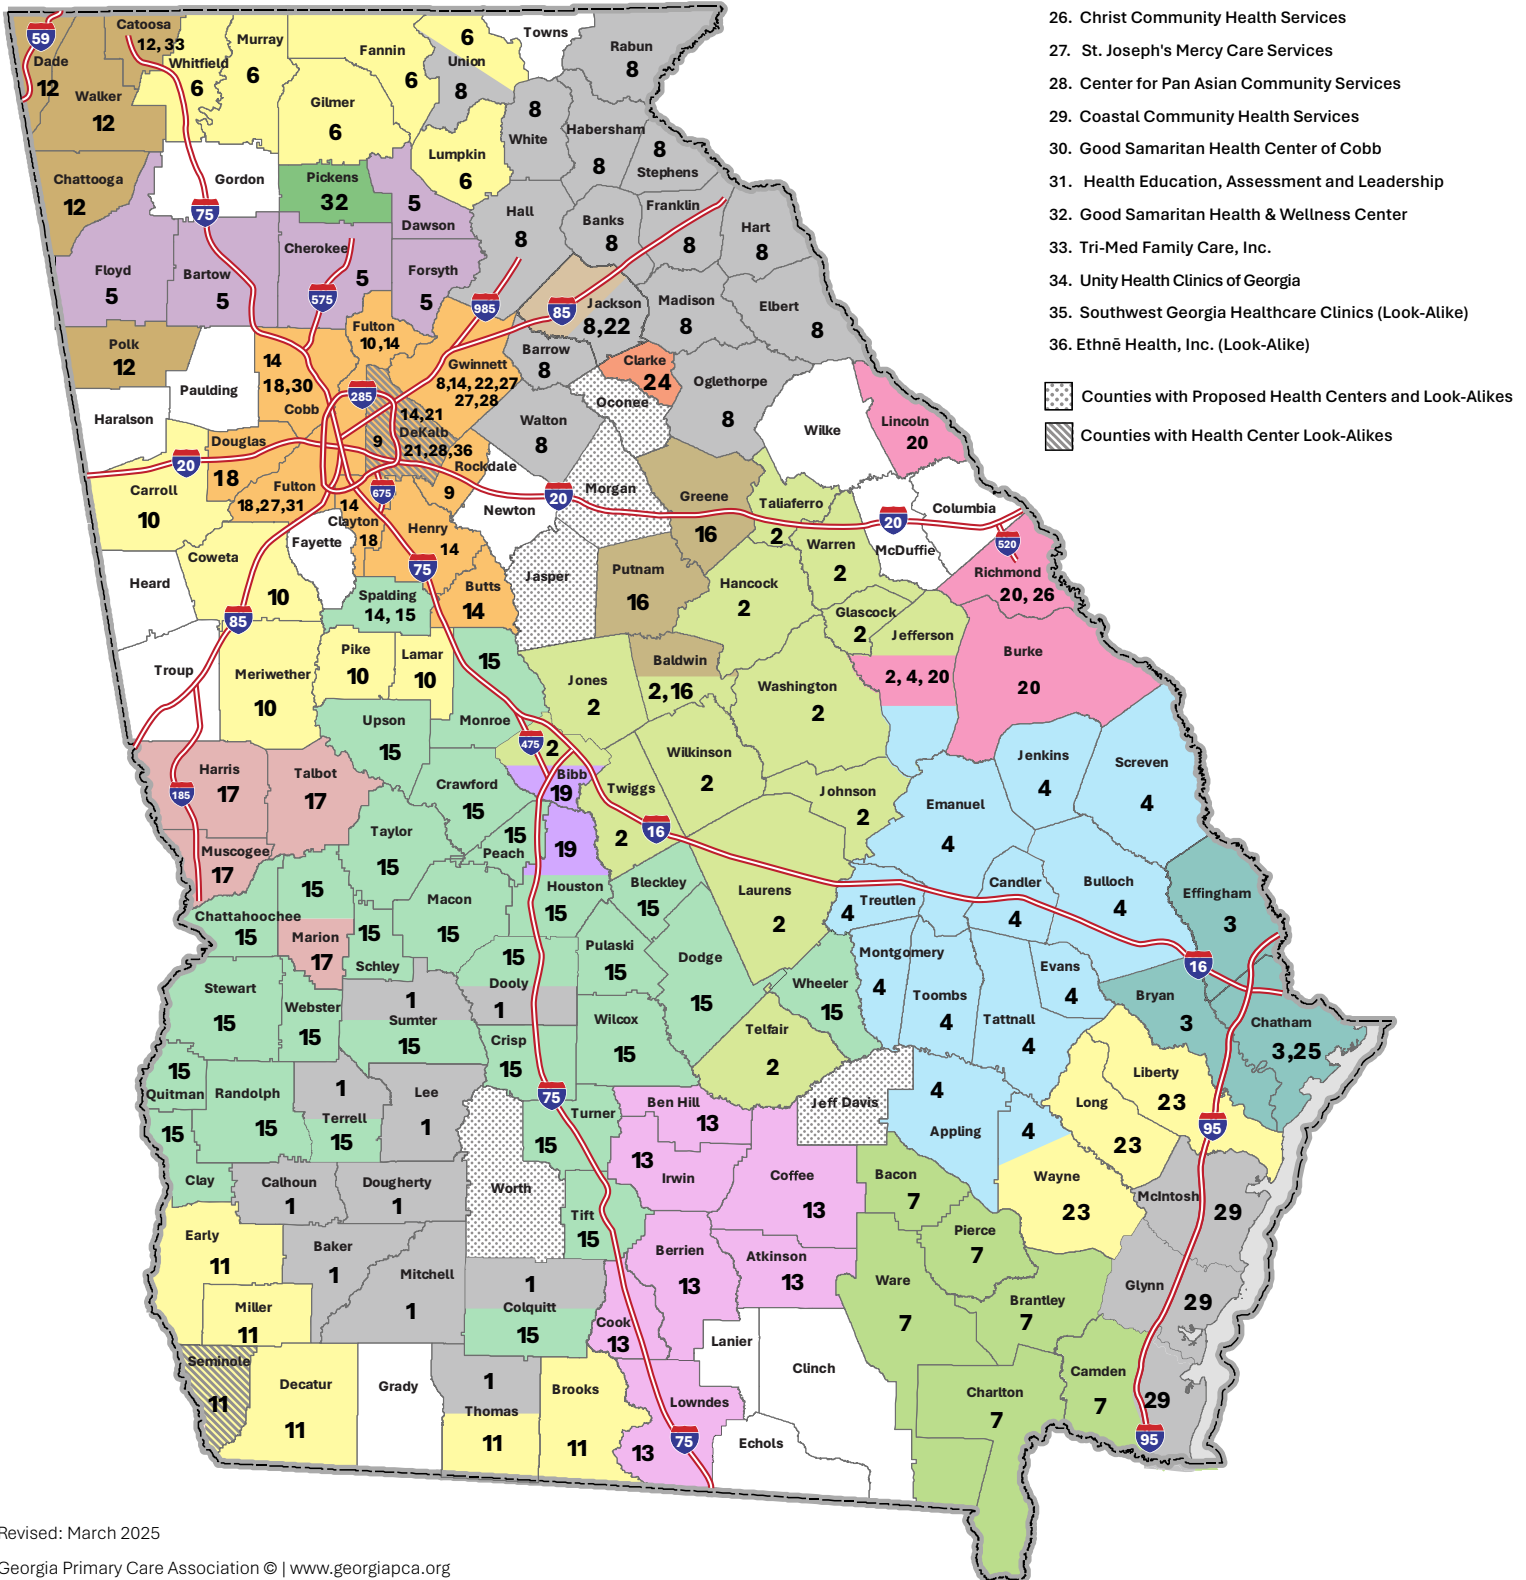 26. Christ Community Health Services
27. St. Joseph's Mercy Care Services
28. Center for Pan Asian Community Services
29. Coastal Community Health Services
30. Good Samaritan Health Center of Cobb
31. Health Education, Assessment and Leadership
32. Good Samaritan Health & Wellness Center
33. Tri-Med Family Care, Inc.
34. Unity Health Clinics of Georgia
35. Southwest Georgia Healthcare Clinics (Look-Alike)
36. Ethnē Health, Inc. (Look-Alike)
Counties with Proposed Health Centers and Look-Alikes
Counties with Health Center Look-Alikes
59
Dade
12
Catoosa
12, 33
Walker
12
Whitfield
6
Murray
6
Fannin
6
6
Union
8
Towns
Rabun
8
Gilmer
6
Lumpkin
6
8
White
Habersham
8
8
Stephens
Chattooga
12
Gordon
75
Pickens
32
5
Dawson
Hall
8
Banks
8
Franklin
8
Hart
8
Floyd
5
Bartow
5
Cherokee
5
575
Forsyth
5
985
85
Jackson
8,22
Madison
8
Elbert
8
Polk
12
Paulding
Haralson
14
18,30
Cobb
Fulton
10,14
285
Gwinnett
8,14, 22,27
27,28
Barrow
8
Clarke
24
Oconee
Oglethorpe
8
Wilke
Lincoln
20
14,21
DeKalb
9
21,28,36
Rockdale
9
Walton
8
20
Carroll
10
Douglas
18
Fulton
18,27,31
675
14
Clayton
18
Fayette
Henry
14
75
Newton
20
Morgan
Greene
16
Taliaferro
2
20
Columbia
McDuffie
520
Warren
2
Richmond
20, 26
Heard
Coweta
10
85
Spalding
14, 15
Butts
14
Jasper
Putnam
16
Hancock
2
Glascock
2
Jefferson
2, 4, 20
Burke
20
Troup
Meriwether
10
Pike
10
Lamar
10
15
Monroe
Jones
2
Baldwin
2, 16
Washington
2
Upson
15
475
2
Bibb
19
Twiggs
2
Wilkinson
2
Johnson
2
Emanuel
4
Jenkins
4
Screven
4
Harris
17
185
Talbot
17
Crawford
15
Taylor
15
15
Peach
19
Houston
15
16
Muscogee
17
Chattahoochee
15
15
Marion
17
15
Schley
Macon
15
Bleckley
15
Laurens
2
Treutlen
4
Candler
4
Bulloch
4
Effingham
3
16
Stewart
15
Webster
15
1
Sumter
15
15
Dooly
1
Pulaski
15
Dodge
15
Wheeler
15
Montgomery
4
Toombs
4
Tattnall
4
Evans
4
Bryan
3
Chatham
3,25
15
Quitman
Randolph
15
1
Terrell
15
Lee
1
Crisp
15
Wilcox
15
Telfair
2
Jeff Davis
4
Appling
4
Liberty
23
Long
23
95
15
Clay
Calhoun
1
Dougherty
1
Worth
75
Turner
15
Ben Hill
13
13
Irwin
Coffee
13
Bacon
7
Wayne
23
McIntosh
29
Early
11
Baker
1
Mitchell
1
Tift
15
Berrien
13
Atkinson
13
Pierce
7
Ware
7
Brantley
7
Glynn
29
Miller
11
1
Colquitt
15
Cook
13
Lanier
Clinch
Seminole
11
Decatur
11
Grady
1
Thomas
11
Brooks
11
Lowndes
13
75
Echols
Charlton
7
Camden
7
29
95
Revised: March 2025
Georgia Primary Care Association © | www.georgiapca.org